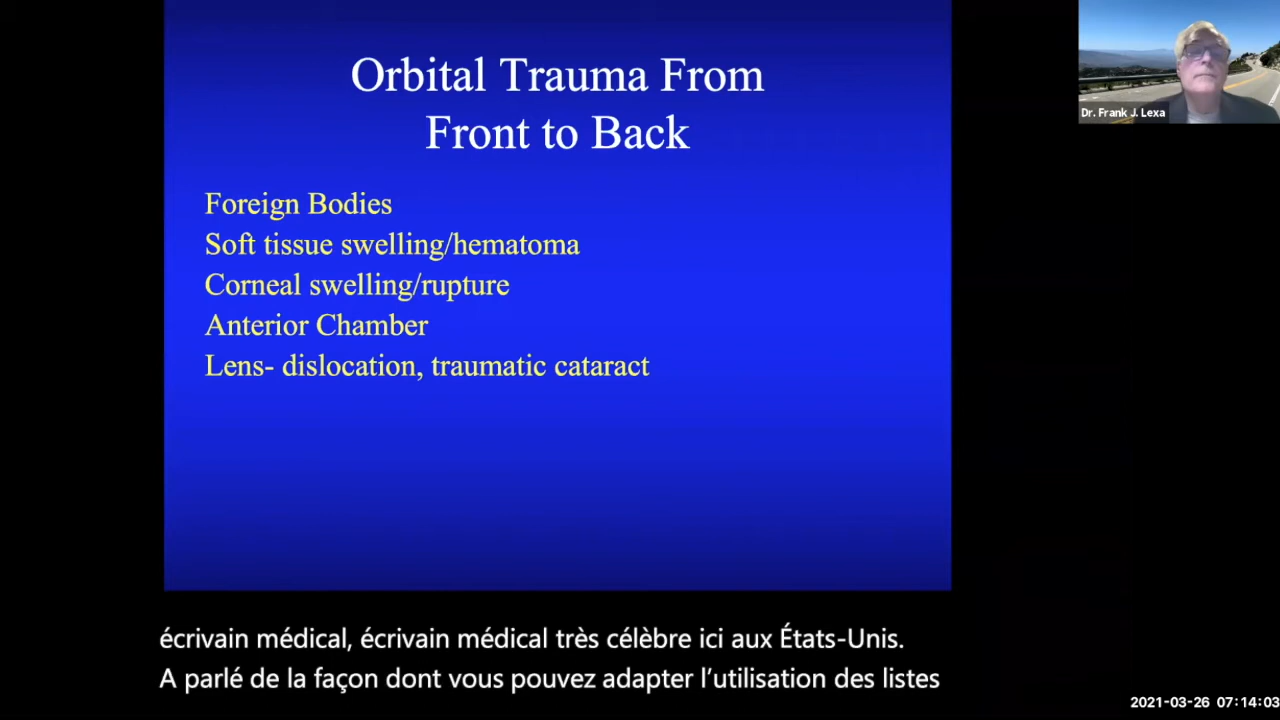 Orbital Trauma From
Front to Back
Foreign Bodies
Soft tissue swelling/hematoma
Corneal swelling/rupture
Anterior Chamber
Lens- dislocation, traumatic cataract
Dr. Frank J. Lexa
écrivain médical, écrivain médical très célèbre ici aux États-Unis.
A parlé de la façon dont vous pouvez adapter l’utilisation des listes
2021-03-26 07:14:03